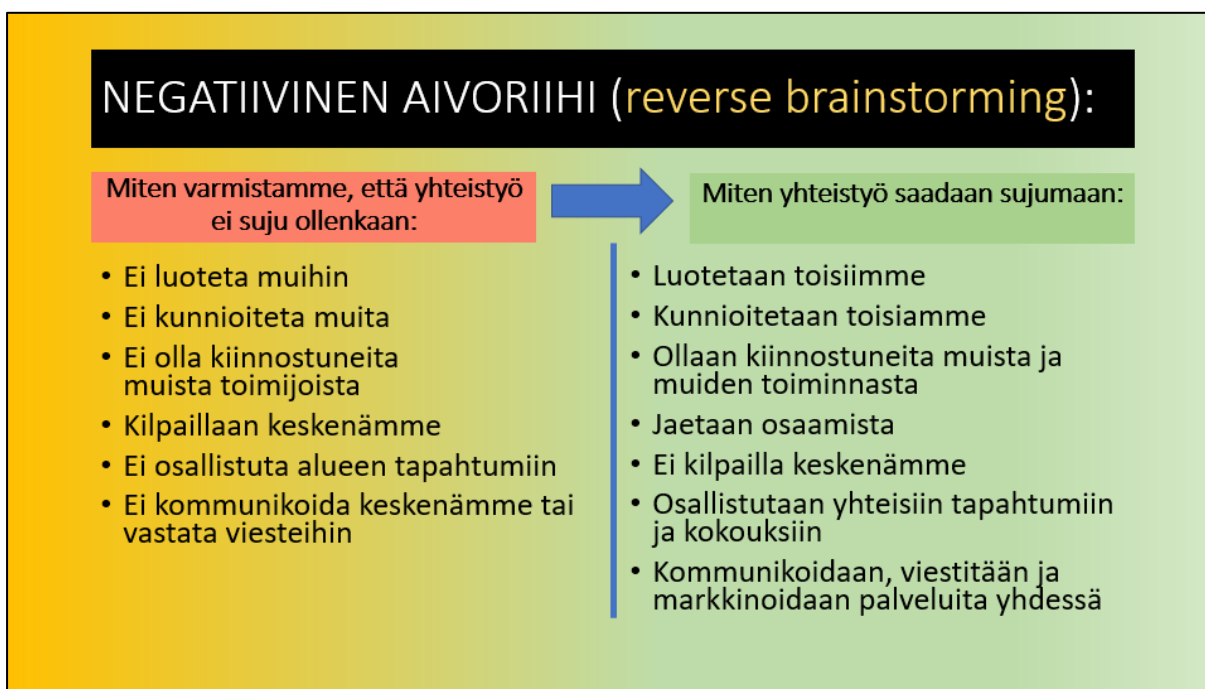 NEGATIIVINEN AIVORIIHI (reverse brainstorming):
Miten varmistamme, että yhteistyö
ei suju ollenkaan:
• Ei luoteta muihin
• Ei kunnioiteta muita
• Ei olla kiinnostuneita
muista toimijoista
• Kilpaillaan keskenämme
• Ei osallistuta alueen tapahtumiin
• Ei kommunikoida keskenämme tai
vastata viesteihin
Miten yhteistyö saadaan sujumaan:
• Luotetaan toisiimme
• Kunnioitetaan toisiamme
• Ollaan kiinnostuneita muista ja
muiden toiminnasta
• Jaetaan osaamista
• Ei kilpailla keskenämme
• Osallistutaan yhteisiin tapahtumiin
ja kokouksiin
• Kommunikoidaan, viestitään ja
markkinoidaan palveluita yhdessä